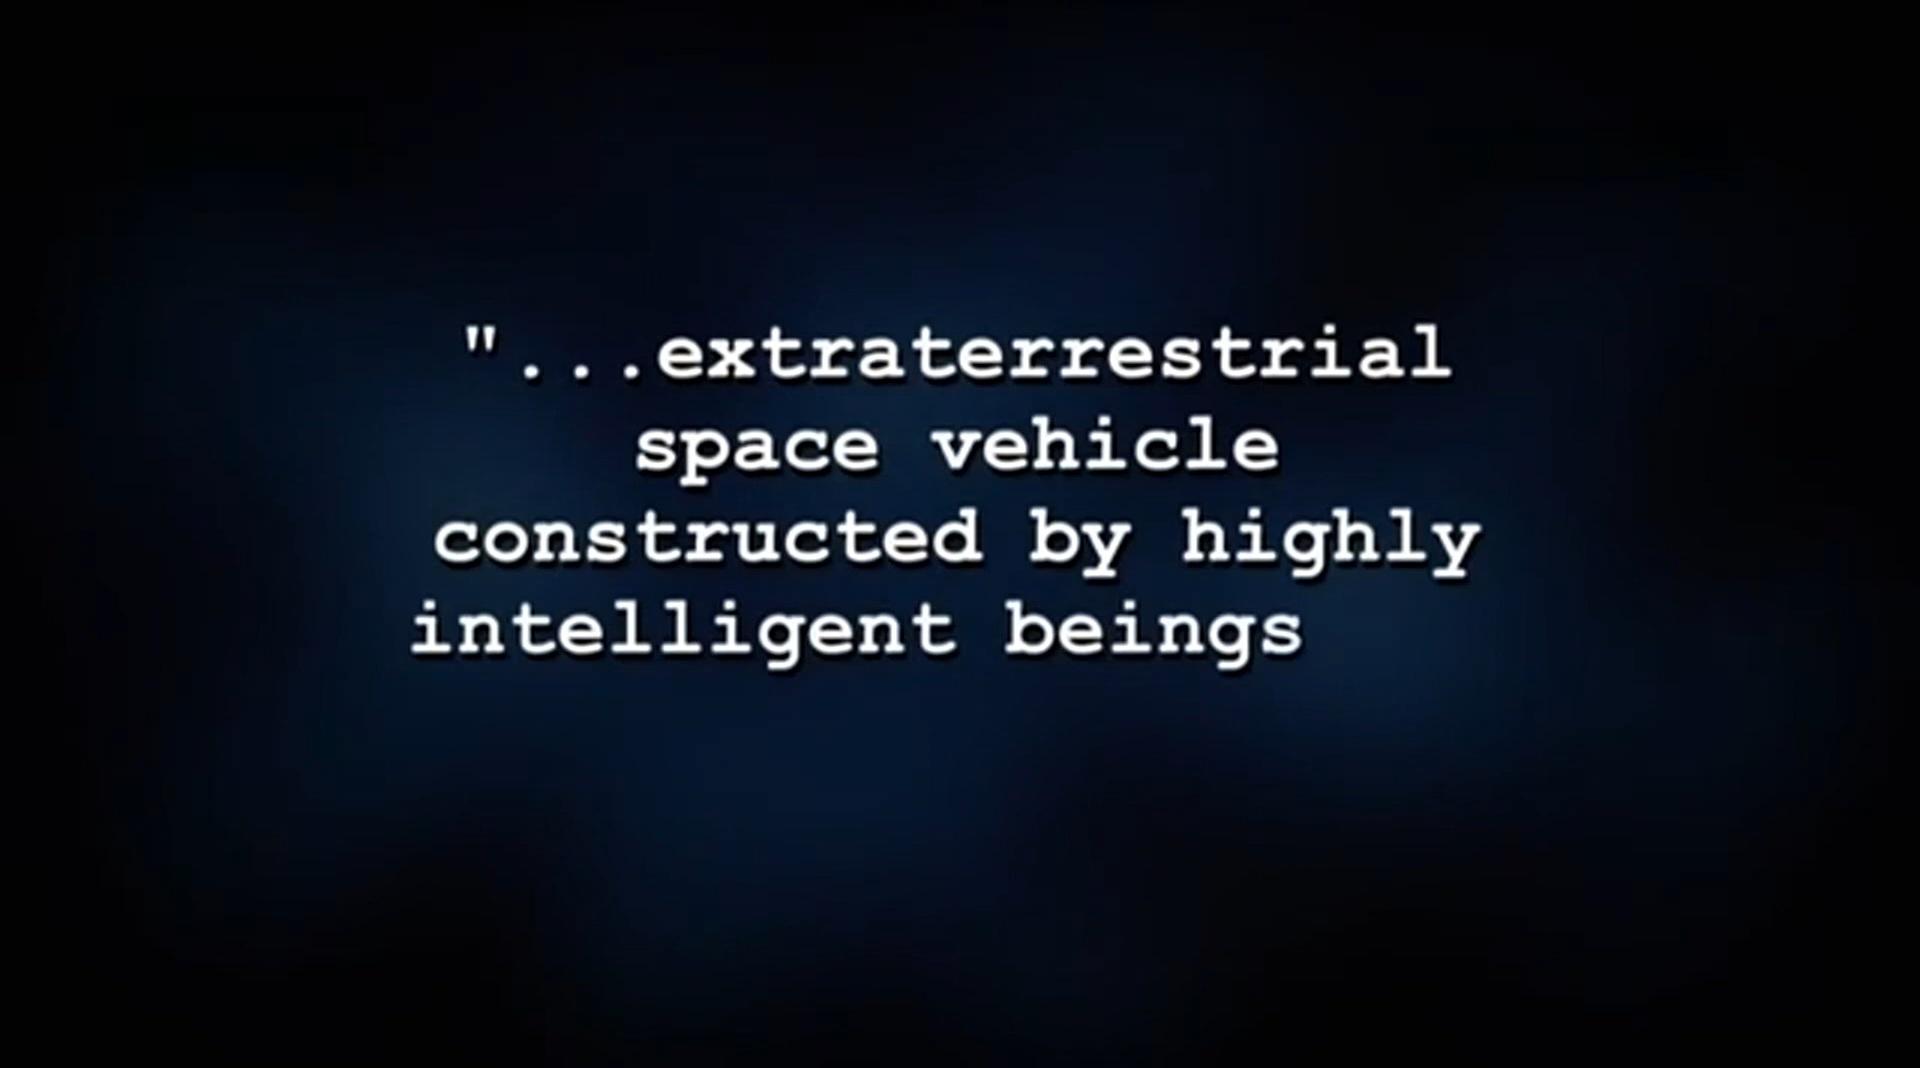 "...extraterrestrial
space vehicle
constructed by highly
intelligent beings